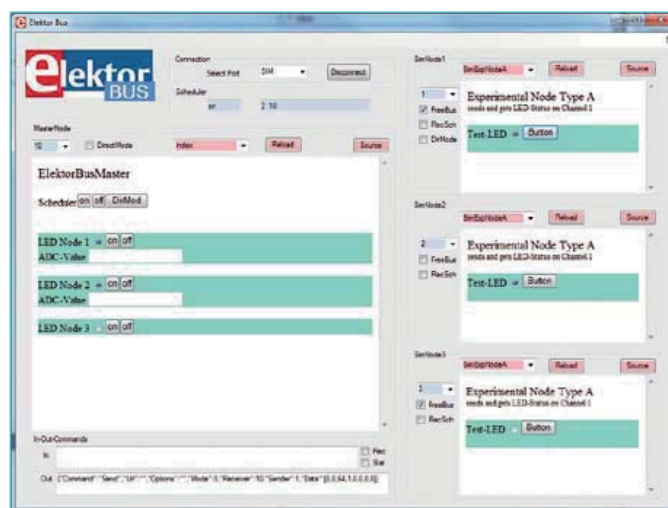 Elektor Bus
elektor
BUS
Connection
Select Port
SIM
Disconnect
Scheduler
on
2 10
MasterNode
10
DirectMode
Index
Reload
Source
ElektorBusMaster
Scheduler on off DirMod
LED Node 1 on off
ADC-Value
LED Node 2 on off
ADC-Value
LED Node 3 on off
In-Out-Commands
In
Rec
Out
SimNode1
SimExpNodeA
Reload
Source
1
FreeBus
RecSch
DirMode
Experimental Node Type A
sends and gets LED-Status on Channel 1
Test-LED Button
SimNode2
SimExpNodeA
Reload
Source
2
FreeBus
RecSch
Experimental Node Type A
sends and gets LED-Status on Channel 1
Test-LED Button
SimNode3
SimExpNodeA
Reload
Source
3
FreeBus
RecSch
Experimental Node Type A
sends and gets LED-Status on Channel 1
Test-LED Button